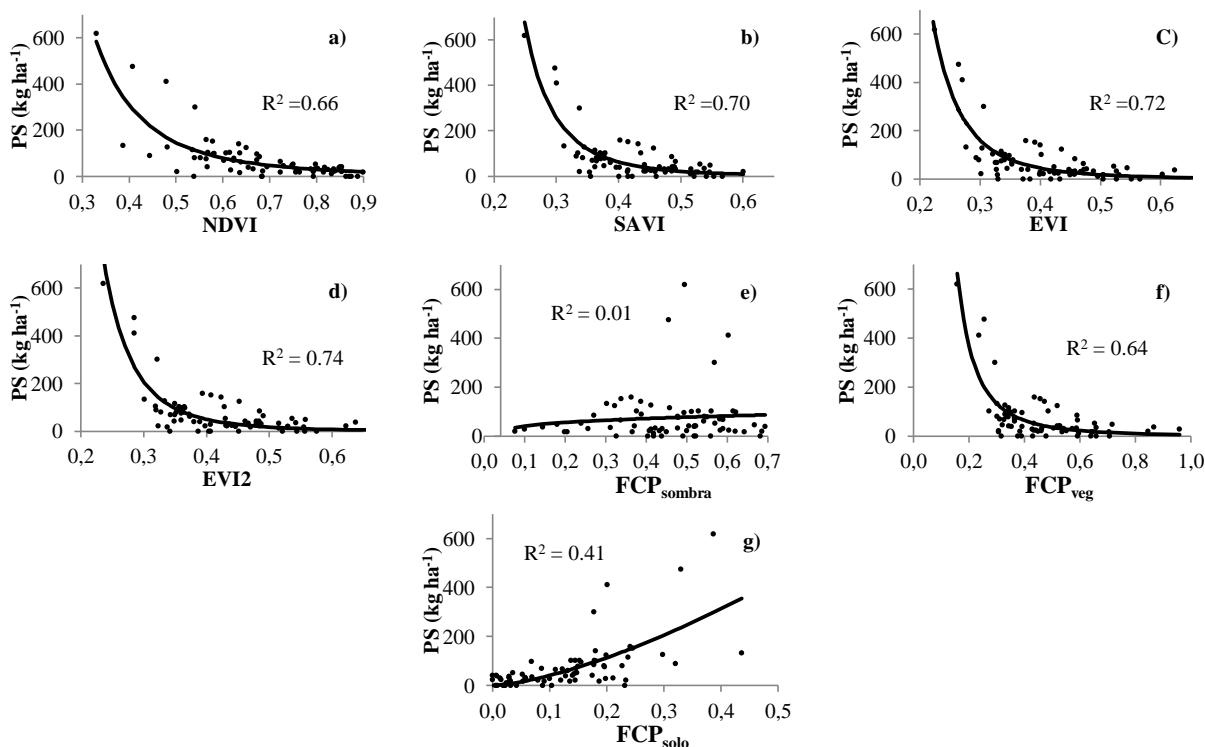 a)
PS (kg ha⁻¹)
600
400
200
0
R² =0.66
0,3 0,4 0,5 0,6 0,7 0,8 0,9
NDVI
b)
PS (kg ha⁻¹)
600
400
200
0
R² =0.70
0,2 0,3 0,4 0,5 0,6
SAVI
C)
PS (kg ha⁻¹)
600
400
200
0
R² =0.72
0,2 0,3 0,4 0,5 0,6
EVI
d)
PS (kg ha⁻¹)
600
400
200
0
R² = 0.74
0,2 0,3 0,4 0,5 0,6
EVI2
e)
PS (kg ha⁻¹)
600
400
200
0
R² = 0.01
0,0 0,1 0,2 0,3 0,4 0,5 0,6 0,7
FCPsombra
f)
PS (kg ha⁻¹)
600
400
200
0
R² = 0.64
0,0 0,2 0,4 0,6 0,8 1,0
FCPveg
g)
PS (kg ha⁻¹)
600
400
200
0
R² = 0.41
0,0 0,1 0,2 0,3 0,4 0,5
FCPsolo